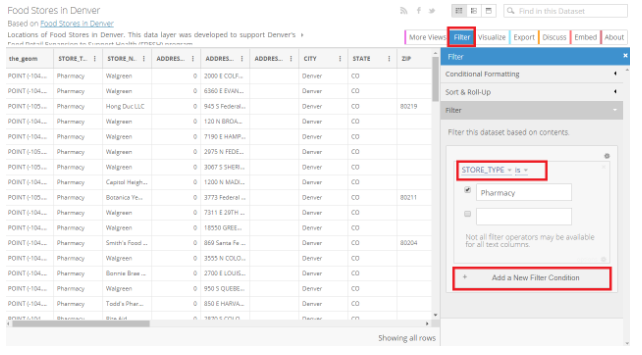 Food Stores in Denver
Based on Food Stores in Denver
Locations of Food Stores in Denver. This data layer was developed to support Denver's
Food Retail Expansion to Support Health (FRESH) program
Find in this Dataset
More Views Filter Visualize Export Discuss Embed About
the_geom STORE_T... STORE_N... ADDRES... ADDRES... ADDRES... CITY STATE ZIP
POINT (-104.... Pharmacy Walgreen 0 2000 E COLF... Denver CO
POINT (-104.... Pharmacy Walgreen 0 6360 E EVAN... Denver CO
POINT (-105.... Pharmacy Hong Duc LLC 0 945 S Federal... Denver CO 80219
POINT (-104.... Pharmacy Walgreen 0 120 N BROA... Denver CO
POINT (-104.... Pharmacy Walgreen 0 7190 E HAMP... Denver CO
POINT (-105.... Pharmacy Walgreen 0 2975 N FEDE... Denver CO
POINT (-105.... Pharmacy Walgreen 0 3067 S SHERI... Denver CO
POINT (-104.... Pharmacy Capitol Heigh... 0 1200 N MADI... Denver CO
POINT (-105.... Pharmacy Botanica Ye... 0 3773 Federal ... Denver CO 80211
POINT (-104.... Pharmacy Walgreen 0 7311 E 29TH ... Denver CO
POINT (-104.... Pharmacy Walgreen 0 18550 GREE... Denver CO
POINT (-104.... Pharmacy Smith's Food ... 0 869 Santa Fe ... Denver CO 80204
POINT (-104.... Pharmacy Walgreen 0 3555 N COLO... Denver CO
POINT (-104.... Pharmacy Bonnie Brae ... 0 2700 E LOUIS... Denver CO
POINT (-104.... Pharmacy Walgreen 0 950 S QUEBE... Denver CO
POINT (-104.... Pharmacy Todd's Phar... 0 850 E HARVA... Denver CO
POINT (-104.... Pharmacy Rite Aid 0 Denver CO
Showing all rows
Filter
Conditional Formatting
Sort & Roll-Up
Filter
Filter this dataset based on contents.
STORE_TYPE is
Pharmacy
Not all filter operators may be available
for all text columns.
+ Add a New Filter Condition